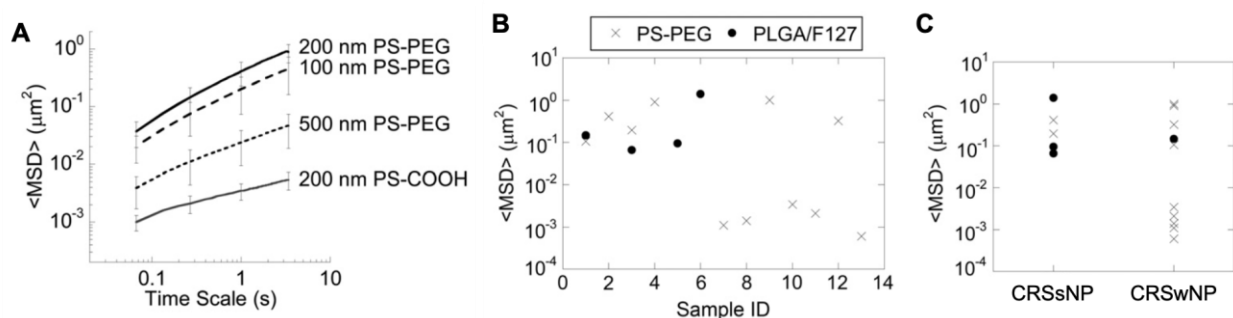 A
<MSD> (μm²)
10⁰
10⁻¹
10⁻²
10⁻³
0.1 1 10
Time Scale (s)
200 nm PS-PEG
100 nm PS-PEG
500 nm PS-PEG
200 nm PS-COOH
B
× PS-PEG ● PLGA/F127
<MSD> (μm²)
10¹
10⁰
10⁻¹
10⁻²
10⁻³
10⁻⁴
0 2 4 6 8 10 12 14
Sample ID
C
<MSD> (μm²)
10¹
10⁰
10⁻¹
10⁻²
10⁻³
10⁻⁴
CRSsNP CRSwNP